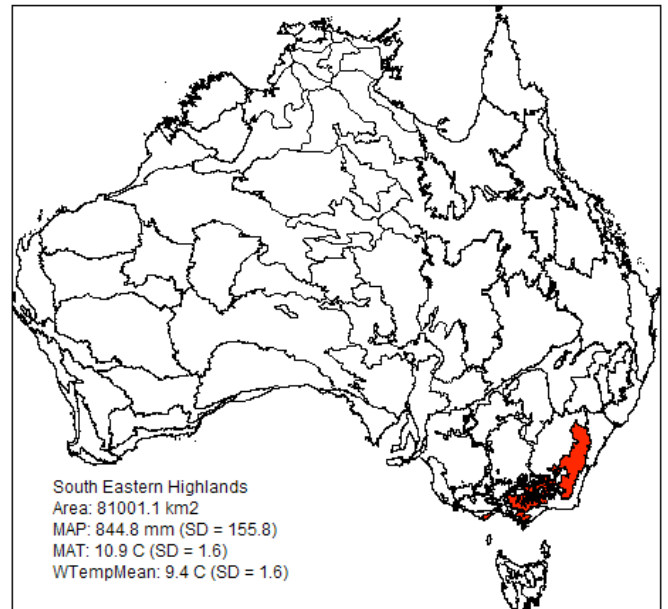 South Eastern Highlands
Area: 81001.1 km2
MAP: 844.8 mm (SD = 155.8)
MAT: 10.9 C (SD = 1.6)
WTempMean: 9.4 C (SD = 1.6)